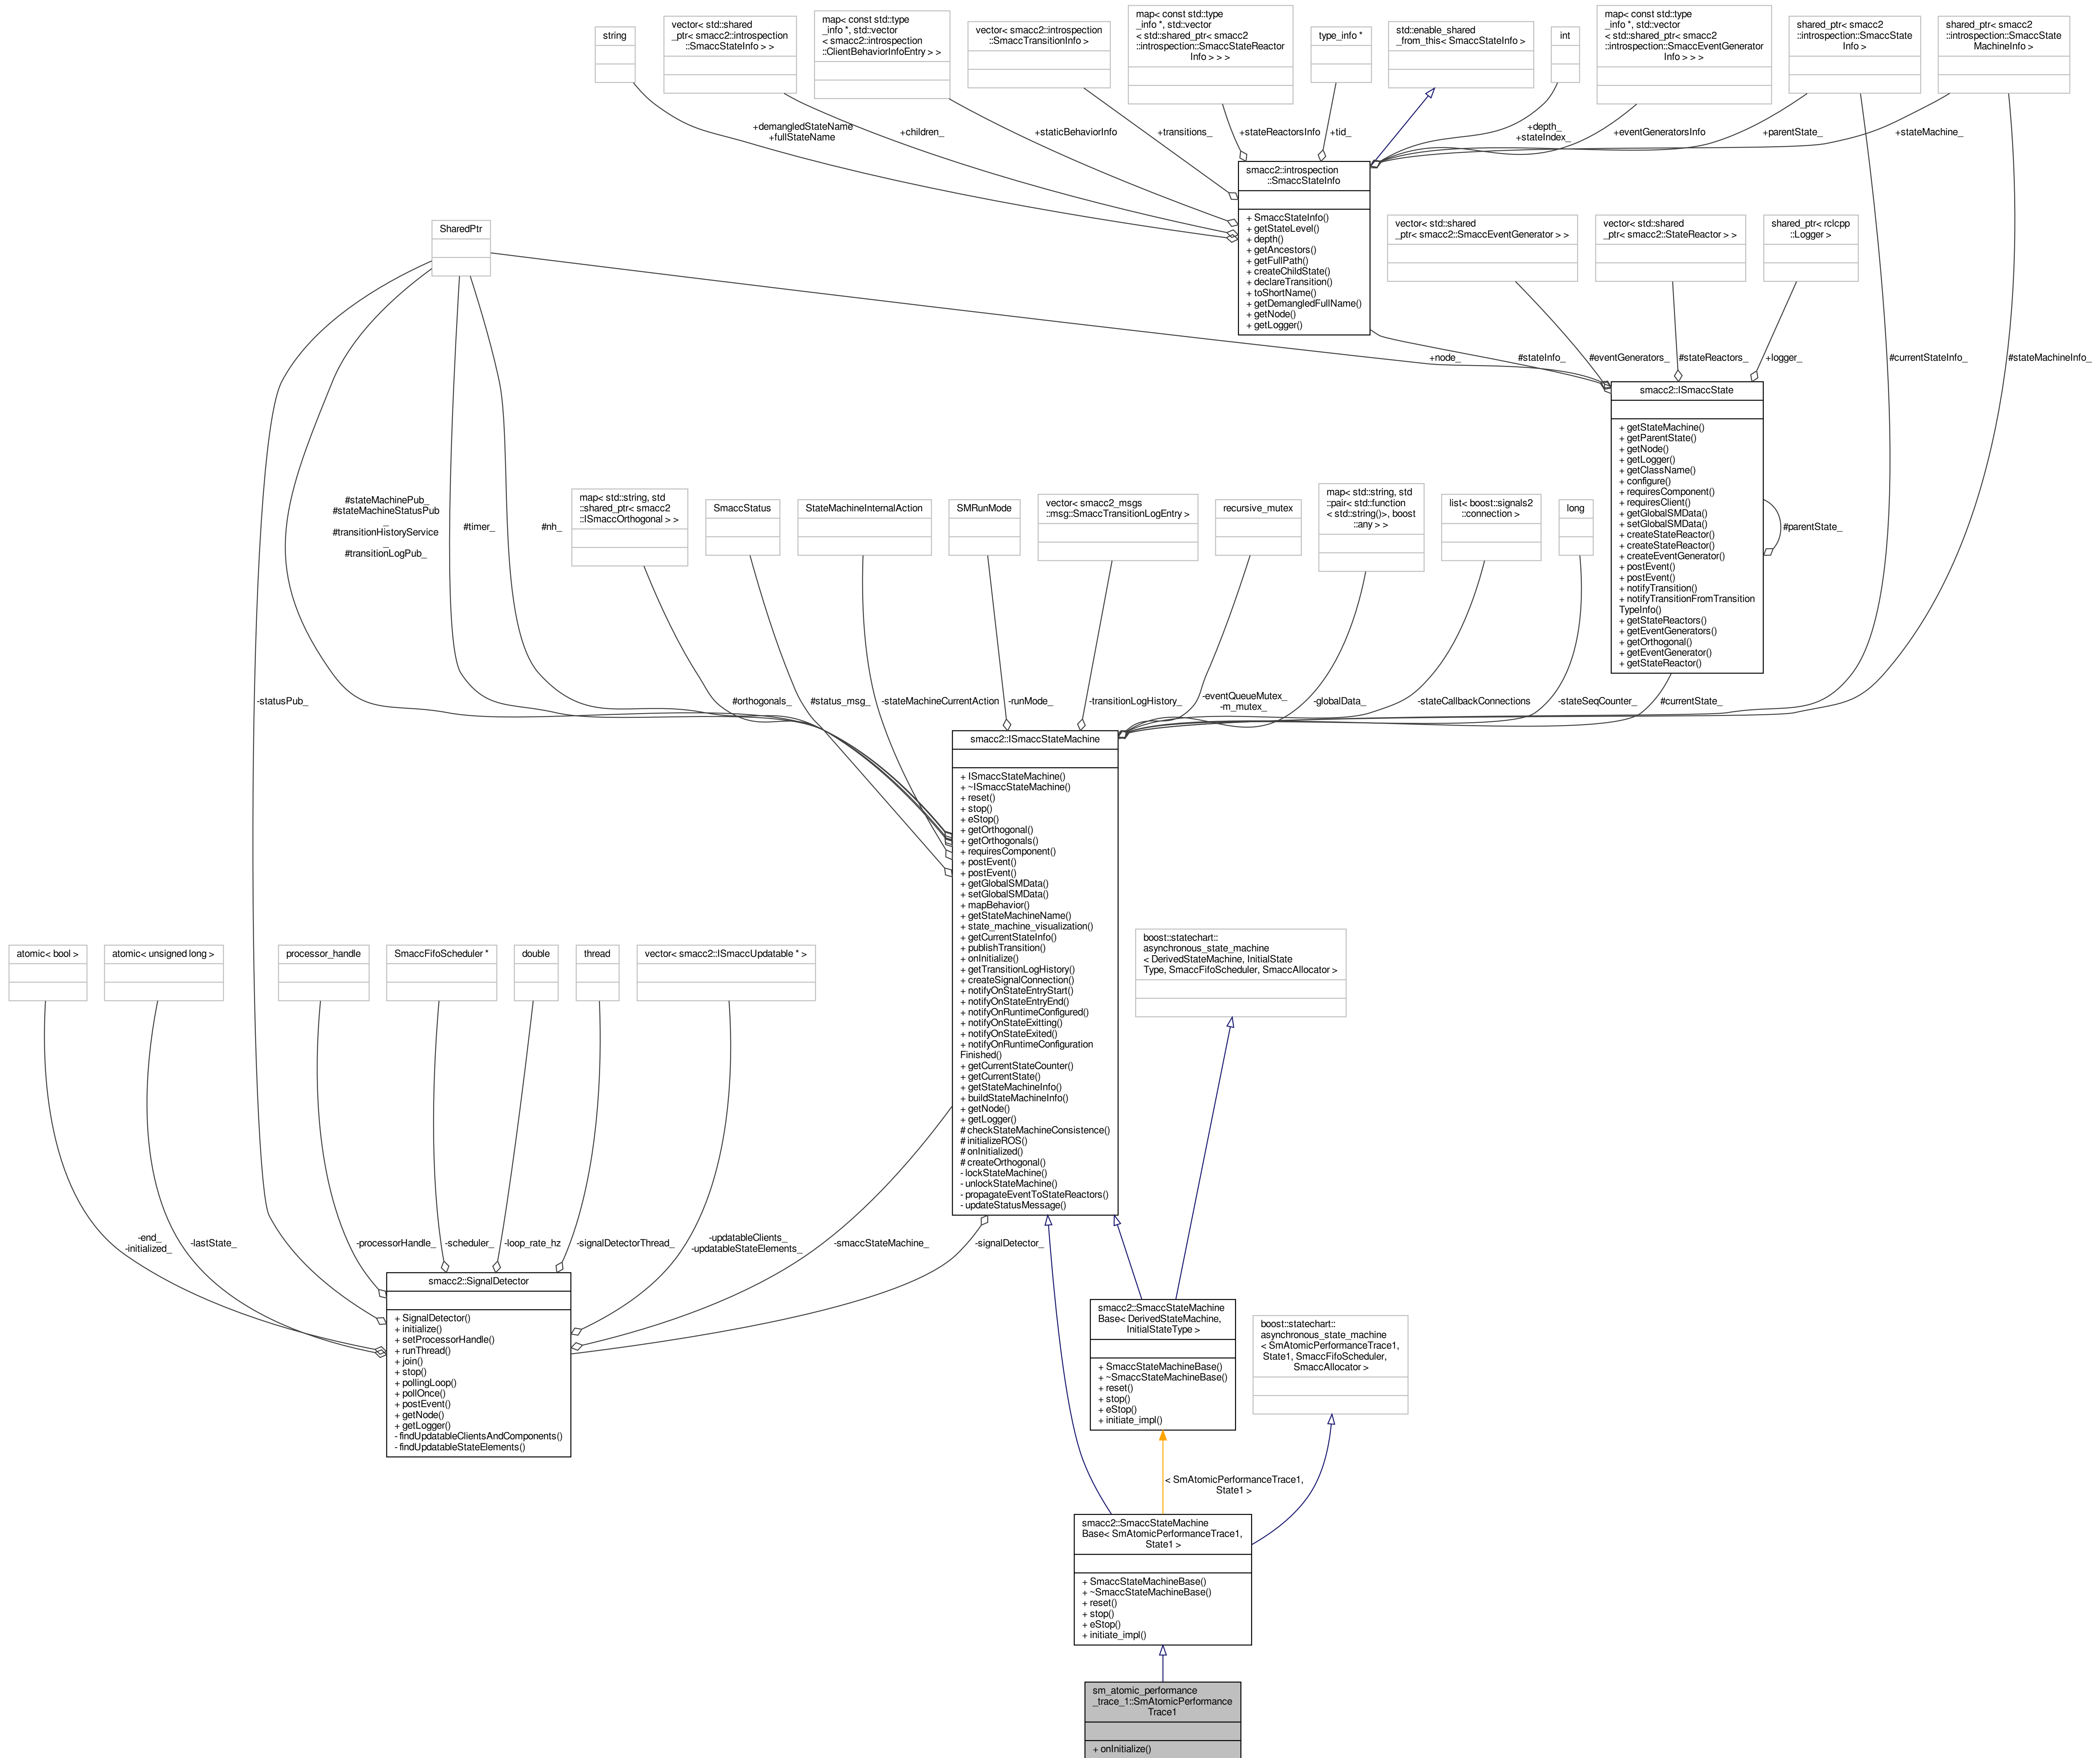 string
vector< std::shared
_ptr< smacc2::introspection
::SmaccStateInfo > >
map< const std::type
_info *, std::vector
< smacc2::introspection
::ClientBehaviorInfoEntry > >
vector< smacc2::introspection
::SmaccTransitionInfo >
map< const std::type
_info *, std::vector
< std::shared_ptr< smacc2
::introspection::SmaccStateReactor
Info > > >
type_info *
std::enable_shared
_from_this< SmaccStateInfo >
int
map< const std::type
_info *, std::vector
< std::shared_ptr< smacc2
::introspection::SmaccEventGenerator
Info > > >
shared_ptr< smacc2
::introspection::SmaccState
Info >
shared_ptr< smacc2
::introspection::SmaccState
MachineInfo >
+demangledStateName
+fullStateName
+children_
+staticBehaviorInfo
+transitions_
+stateReactorsInfo
+tid_
+depth_
+stateIndex_
+eventGeneratorsInfo
+parentState_
+stateMachine_
smacc2::introspection
::SmaccStateInfo
+ SmaccStateInfo()
+ getStateLevel()
+ depth()
+ getAncestors()
+ getFullPath()
+ createChildState()
+ declareTransition()
+ toShortName()
+ getDemangledFullName()
+ getNode()
+ getLogger()
SharedPtr
vector< std::shared
_ptr< smacc2::SmaccEventGenerator > >
vector< std::shared
_ptr< smacc2::StateReactor > >
shared_ptr< rclcpp
::Logger >
+node_
#stateInfo_
#eventGenerators_
#stateReactors_
+logger_
#currentStateInfo_
#stateMachineInfo_
smacc2::ISmaccState
+ getStateMachine()
+ getParentState()
+ getNode()
+ getLogger()
+ getClassName()
+ configure()
+ requiresComponent()
+ requiresClient()
+ getGlobalSMData()
+ setGlobalSMData()
+ createStateReactor()
+ createStateReactor()
+ createEventGenerator()
+ postEvent()
+ postEvent()
+ notifyTransition()
+ notifyTransitionFromTransition
TypeInfo()
+ getStateReactors()
+ getEventGenerators()
+ getOrthogonal()
+ getEventGenerator()
+ getStateReactor()
#parentState_
#stateMachinePub_
#stateMachineStatusPub
_
#transitionHistoryService
_
#transitionLogPub_
#timer_
#nh_
map< std::string, std
::shared_ptr< smacc2
::ISmaccOrthogonal > >
SmaccStatus
StateMachineInternalAction
SMRunMode
vector< smacc2_msgs
::msg::SmaccTransitionLogEntry >
recursive_mutex
map< std::string, std
::pair< std::function
< std::string()>, boost
::any > >
list< boost::signals2
::connection >
long
-statusPub_
#orthogonals_
#status_msg_
-stateMachineCurrentAction
-runMode_
-transitionLogHistory_
-eventQueueMutex_
-m_mutex_
-globalData_
-stateCallbackConnections
-stateSeqCounter_
#currentState_
smacc2::ISmaccStateMachine
+ ISmaccStateMachine()
+ ~ISmaccStateMachine()
+ reset()
+ stop()
+ eStop()
+ getOrthogonal()
+ getOrthogonals()
+ requiresComponent()
+ postEvent()
+ postEvent()
+ getGlobalSMData()
+ setGlobalSMData()
+ mapBehavior()
+ getStateMachineName()
+ state_machine_visualization()
+ getCurrentStateInfo()
+ publishTransition()
+ onInitialize()
+ getTransitionLogHistory()
+ createSignalConnection()
+ notifyOnStateEntryStart()
+ notifyOnStateEntryEnd()
+ notifyOnRuntimeConfigured()
+ notifyOnStateExitting()
+ notifyOnStateExited()
+ notifyOnRuntimeConfiguration
Finished()
+ getCurrentStateCounter()
+ getCurrentState()
+ getStateMachineInfo()
+ buildStateMachineInfo()
+ getNode()
+ getLogger()
# checkStateMachineConsistence()
# initializeROS()
# onInitialized()
# createOrthogonal()
- lockStateMachine()
- unlockStateMachine()
- propagateEventToStateReactors()
- updateStatusMessage()
atomic< bool >
atomic< unsigned long >
processor_handle
SmaccFifoScheduler *
double
thread
vector< smacc2::ISmaccUpdatable * >
boost::statechart::
asynchronous_state_machine
< DerivedStateMachine, InitialState
Type, SmaccFifoScheduler, SmaccAllocator >
-end_
-initialized_
-lastState_
-processorHandle_
-scheduler_
-loop_rate_hz
-signalDetectorThread_
-updatableClients_
-updatableStateElements_
-smaccStateMachine_
-signalDetector_
smacc2::SignalDetector
+ SignalDetector()
+ initialize()
+ setProcessorHandle()
+ runThread()
+ join()
+ stop()
+ pollingLoop()
+ pollOnce()
+ postEvent()
+ getNode()
+ getLogger()
- findUpdatableClientsAndComponents()
- findUpdatableStateElements()
smacc2::SmaccStateMachine
Base< DerivedStateMachine,
InitialStateType >
+ SmaccStateMachineBase()
+ ~SmaccStateMachineBase()
+ reset()
+ stop()
+ eStop()
+ initiate_impl()
boost::statechart::
asynchronous_state_machine
< SmAtomicPerformanceTrace1,
State1, SmaccFifoScheduler,
SmaccAllocator >
< SmAtomicPerformanceTrace1,
State1 >
smacc2::SmaccStateMachine
Base< SmAtomicPerformanceTrace1,
State1 >
+ SmaccStateMachineBase()
+ ~SmaccStateMachineBase()
+ reset()
+ stop()
+ eStop()
+ initiate_impl()
sm_atomic_performance
_trace_1::SmAtomicPerformance
Trace1
+ onInitialize()